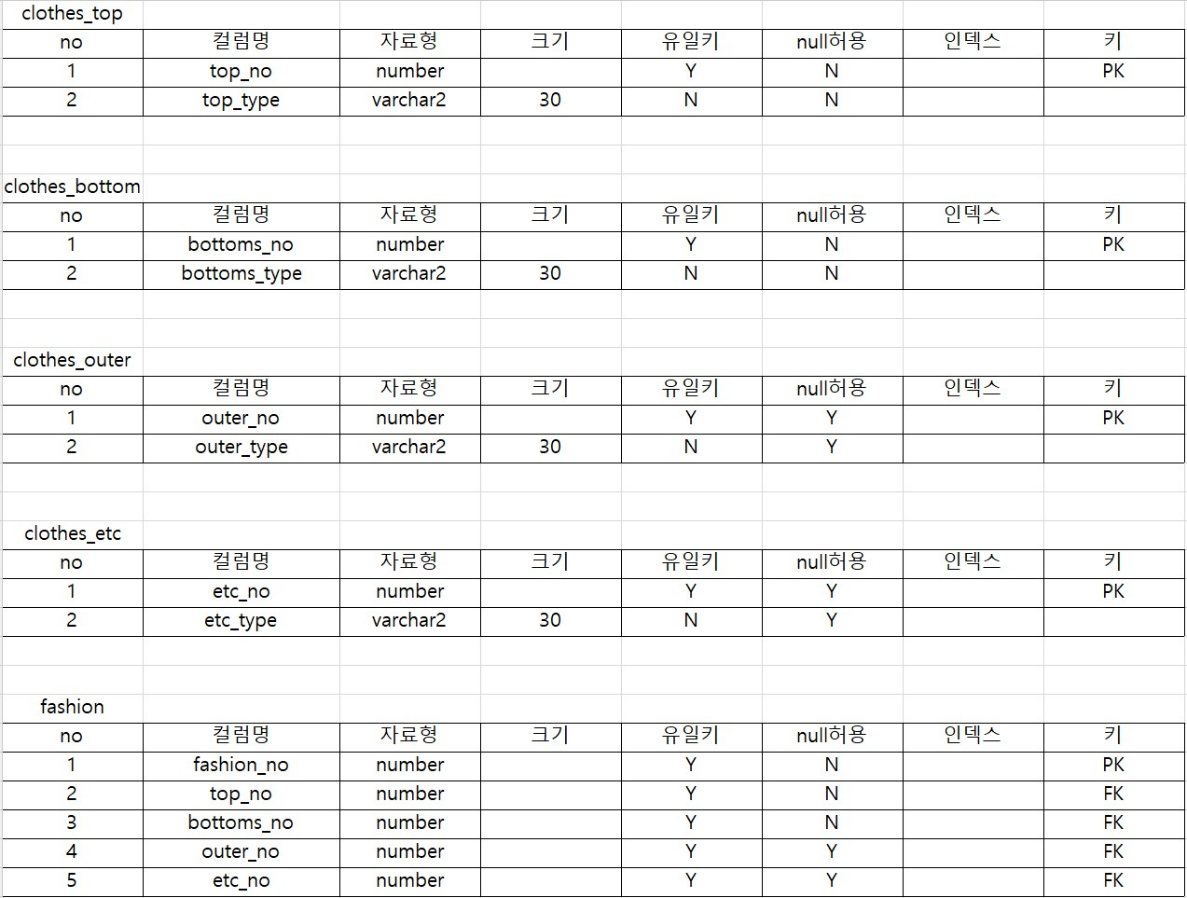 clothes_top
no 컬럼명 자료형 크기 유일키 null허용 인덱스 키
1 top_no number Y N PK
2 top_type varchar2 30 N N
clothes_bottom
no 컬럼명 자료형 크기 유일키 null허용 인덱스 키
1 bottoms_no number Y N PK
2 bottoms_type varchar2 30 N N
clothes_outer
no 컬럼명 자료형 크기 유일키 null허용 인덱스 키
1 outer_no number Y Y PK
2 outer_type varchar2 30 N Y
clothes_etc
no 컬럼명 자료형 크기 유일키 null허용 인덱스 키
1 etc_no number Y Y PK
2 etc_type varchar2 30 N Y
fashion
no 컬럼명 자료형 크기 유일키 null허용 인덱스 키
1 fashion_no number Y N PK
2 top_no number Y N FK
3 bottoms_no number Y N FK
4 outer_no number Y Y FK
5 etc_no number Y Y FK